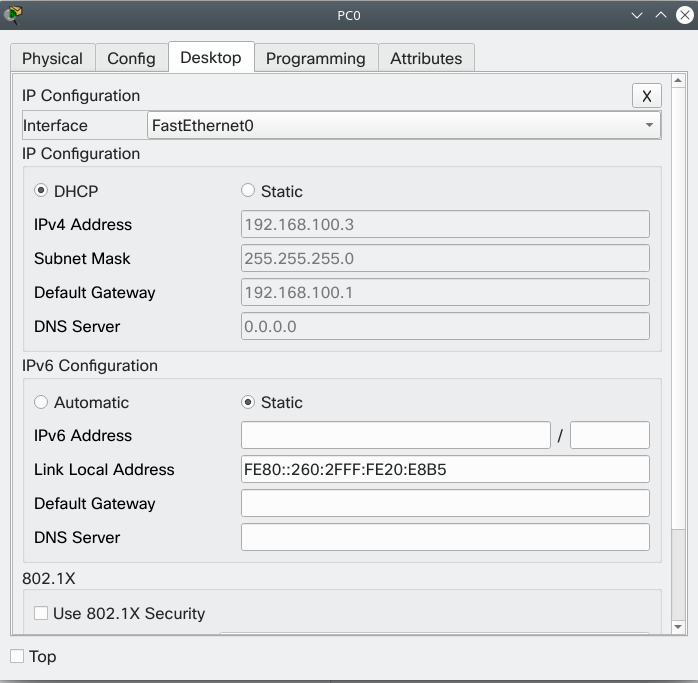 PC0
Physical Config Desktop Programming Attributes
IP Configuration X
Interface FastEthernet0
IP Configuration
DHCP Static
IPv4 Address 192.168.100.3
Subnet Mask 255.255.255.0
Default Gateway 192.168.100.1
DNS Server 0.0.0.0
IPv6 Configuration
Automatic Static
IPv6 Address /
Link Local Address FE80::260:2FFF:FE20:E8B5
Default Gateway
DNS Server
802.1X
Use 802.1X Security
Top